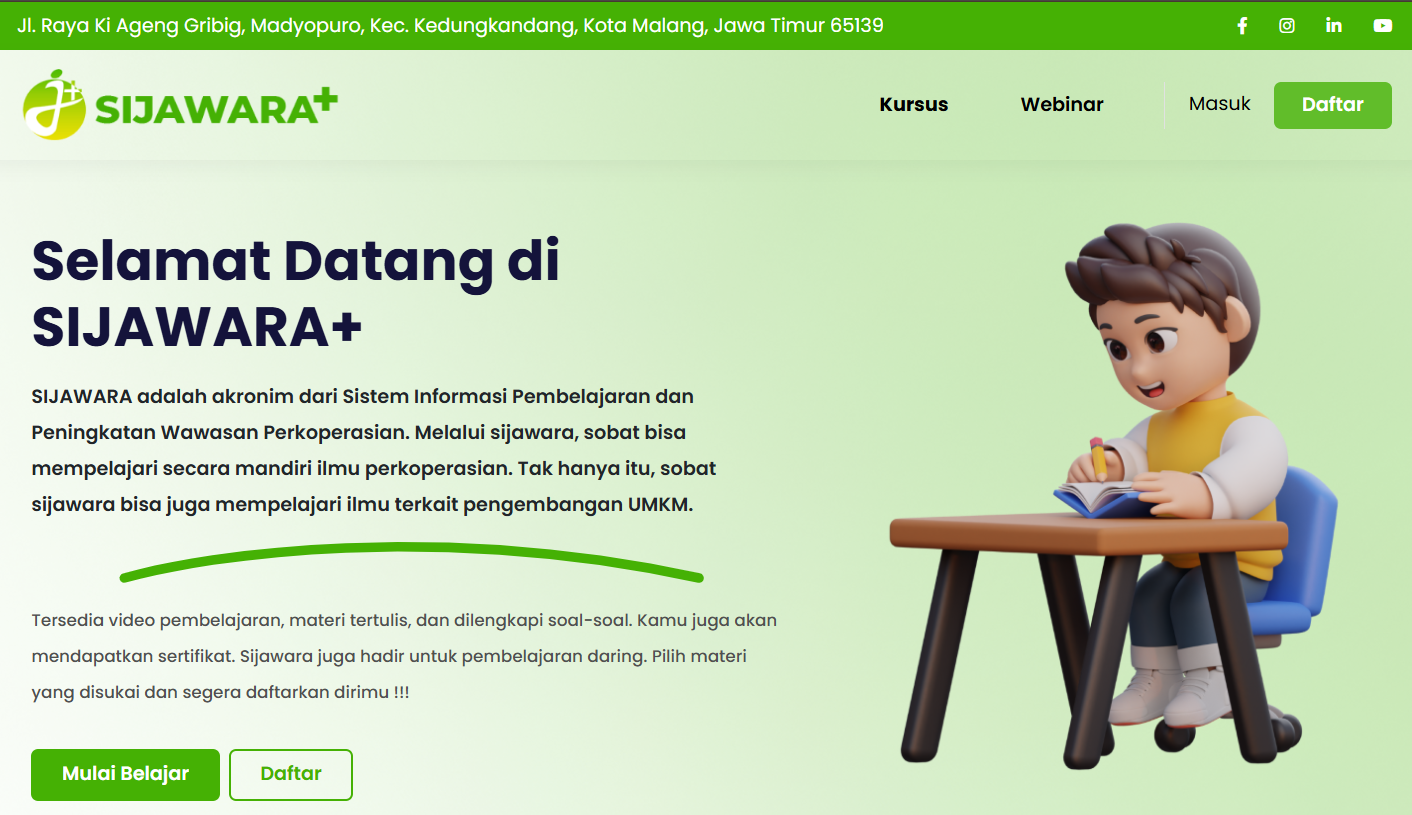 Jl. Raya Ki Ageng Gribig, Madyopuro, Kec. Kedungkandang, Kota Malang, Jawa Timur 65139
SIJAWARA+
Kursus
Webinar
Masuk
Daftar
Selamat Datang di
SIJAWARA+
SIJAWARA adalah akronim dari Sistem Informasi Pembelajaran dan
Peningkatan Wawasan Perkoperasian. Melalui sijawara, sobat bisa
mempelajari secara mandiri ilmu perkoperasian. Tak hanya itu, sobat
sijawara bisa juga mempelajari ilmu terkait pengembangan UMKM.
Tersedia video pembelajaran, materi tertulis, dan dilengkapi soal-soal. Kamu juga akan
mendapatkan sertifikat. Sijawara juga hadir untuk pembelajaran daring. Pilih materi
yang disukai dan segera daftarkan dirimu !!!
Mulai Belajar
Daftar